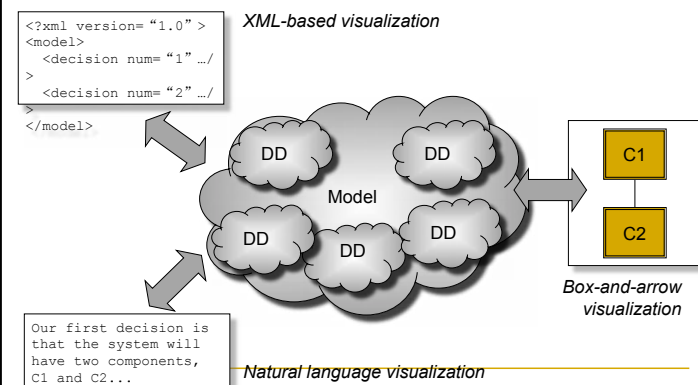 <?xml version= “1.0” >
<model>
<decision num= “1” …/
>
<decision num= “2” …/
>
</model>
XML-based visualization
DD
DD
Model
DD
DD
DD
C1
C2
Box-and-arrow
visualization
Our first decision is
that the system will
have two components,
C1 and C2...
Natural language visualization